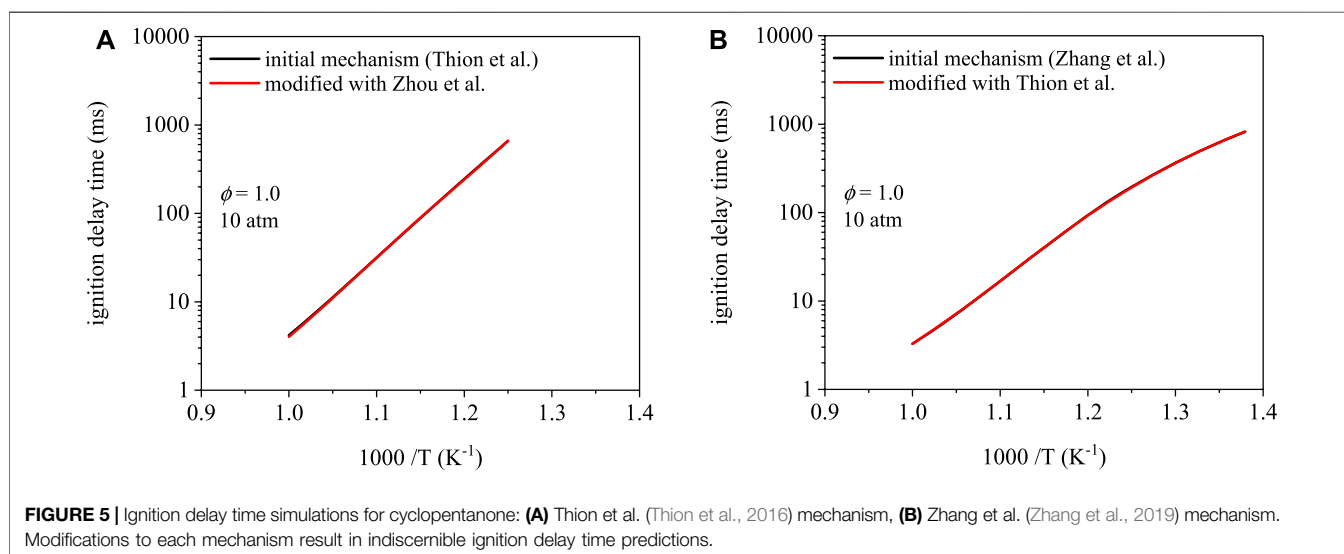 A
10000
1000
100
10
1
ignition delay time (ms)
initial mechanism (Thion et al.)
modified with Zhou et al.
ϕ = 1.0
10 atm
0.9 1.0 1.1 1.2 1.3 1.4
1000 /T (K⁻¹)
B
10000
1000
100
10
1
ignition delay time (ms)
initial mechanism (Zhang et al.)
modified with Thion et al.
ϕ = 1.0
10 atm
0.9 1.0 1.1 1.2 1.3 1.4
1000 /T (K⁻¹)
FIGURE 5 | Ignition delay time simulations for cyclopentanone: (A) Thion et al. (Thion et al., 2016) mechanism, (B) Zhang et al. (Zhang et al., 2019) mechanism.
Modifications to each mechanism result in indiscernible ignition delay time predictions.